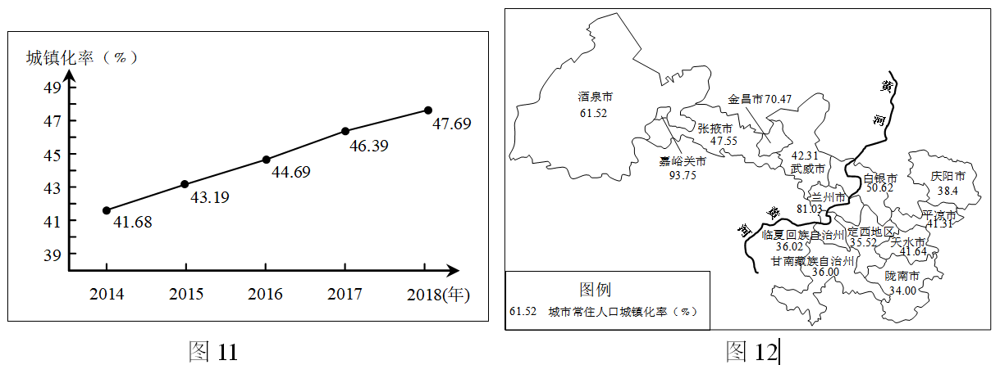 城镇化率（%）
49
47
45
43
41
39
41.68
43.19
44.69
46.39
47.69
2014
2015
2016
2017
2018(年)
图 11
酒泉市
61.52
金昌市70.47
张掖市
47.55
嘉峪关市
93.75
42.31
武威市
黄
河
白银市
50.62
庆阳市
38.4
兰州市
81.03
平凉市
41.31
黄
河
临夏回族自治州
36.02
定西地区
35.52
天水市
41.64
甘南藏族自治州
36.00
陇南市
34.00
图例
61.52 城市常住人口城镇化率（%）
图 12